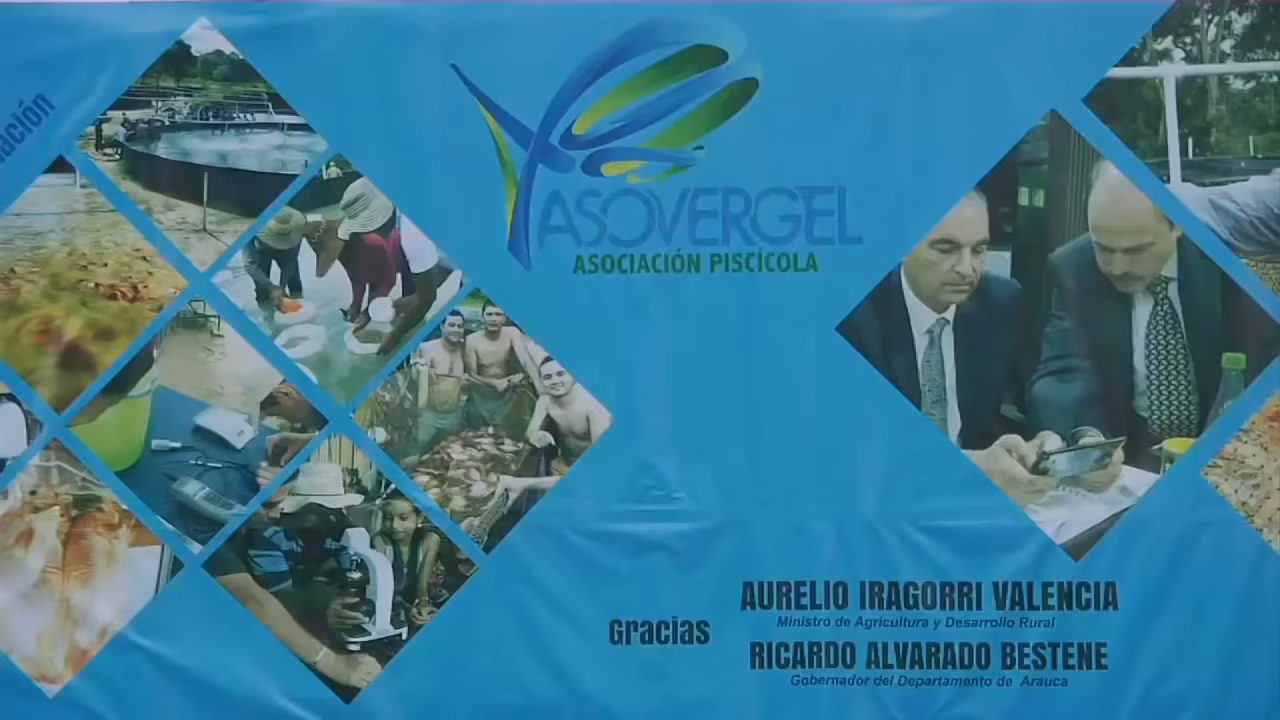 ASOVERGEL
ASOCIACIÓN PISCÍCOLA
Gracias
AURELIO IRAGORRI VALENCIA
Ministro de Agricultura y Desarrollo Rural
RICARDO ALVARADO BESTENE
Gobernador del Departamento de Arauca